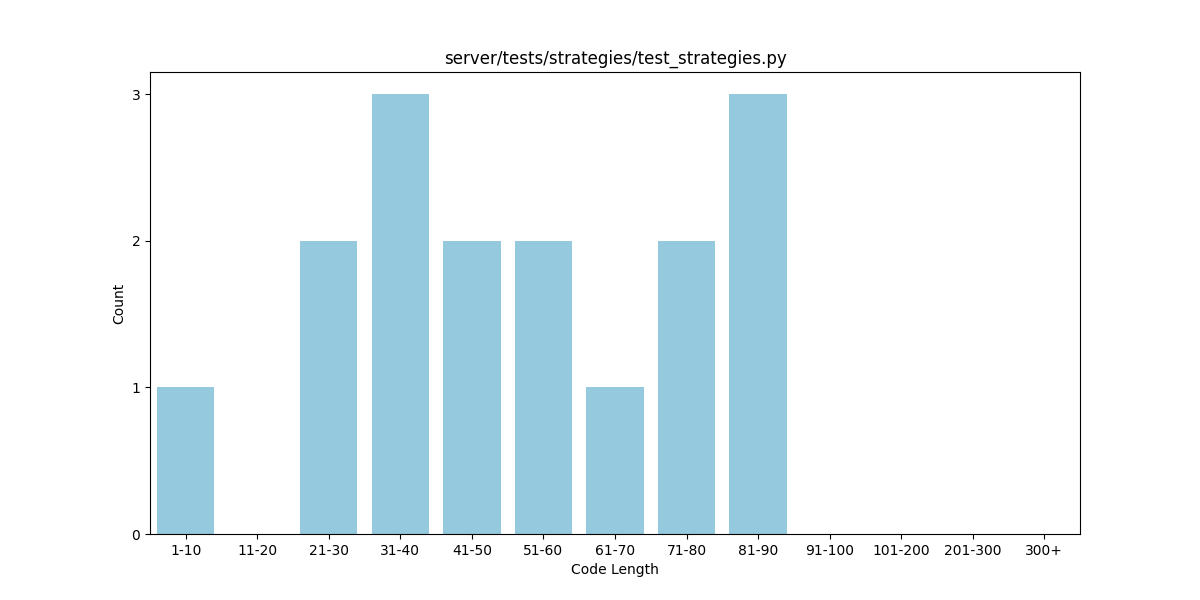 server/tests/strategies/test_strategies.py
Count
3
2
1
0
1-10 11-20 21-30 31-40 41-50 51-60 61-70 71-80 81-90 91-100 101-200 201-300 300+
Code Length